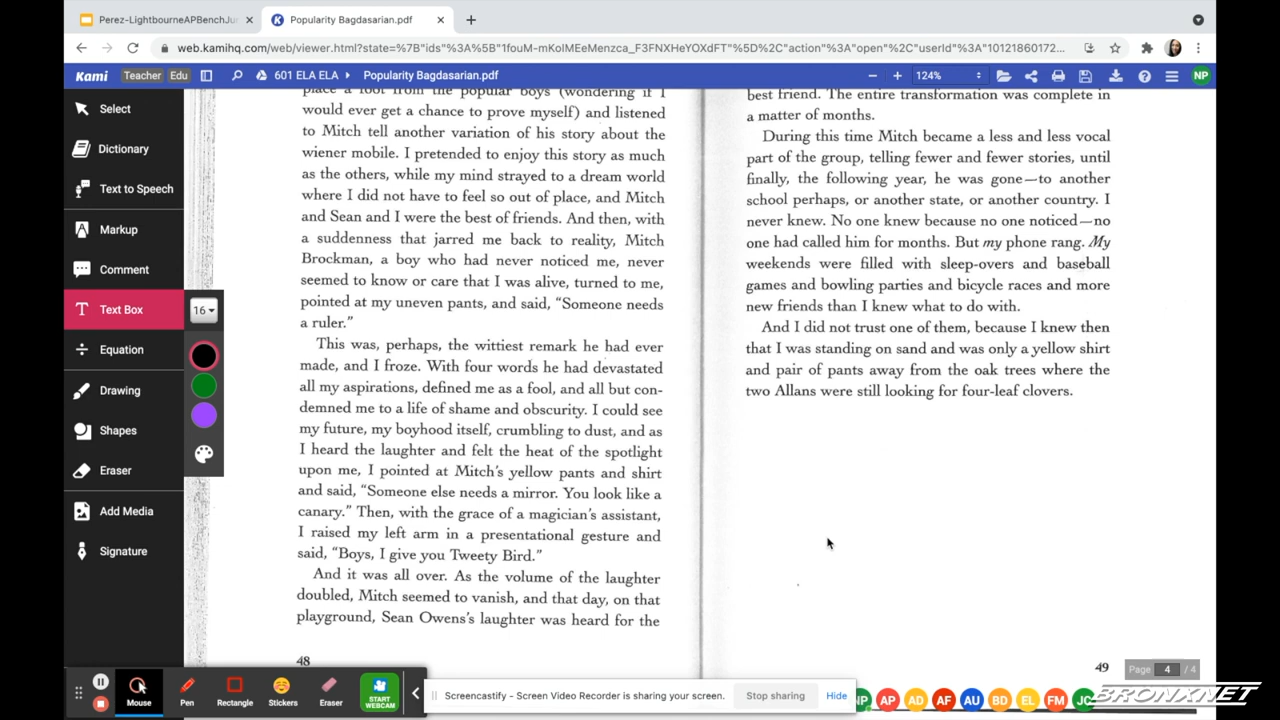 Perez-LightbourneAPBenchJu
Popularity Bagdasarian.pdf
web.kamihq.com/web/viewer.html?state=%7B"ids"%3A%5B"1fouM-mKolMEeMenzca_F3FNXHeYOXdFT"%5D%2C"action"%3A"open"%2C"userId"%3A"10121860172...
Kami Teacher Edu 601 ELA ELA Popularity Bagdasarian.pdf 124% NP
Select
Dictionary
Text to Speech
Markup
Comment
Text Box
16
Equation
Drawing
Shapes
Eraser
Add Media
Signature
place a foot from the popular boys (wondering if I
would ever get a chance to prove myself) and listened
to Mitch tell another variation of his story about the
wiener mobile. I pretended to enjoy this story as much
as the others, while my mind strayed to a dream world
where I did not have to feel so out of place, and Mitch
and Sean and I were the best of friends. And then, with
a suddenness that jarred me back to reality, Mitch
Brockman, a boy who had never noticed me, never
seemed to know or care that I was alive, turned to me,
pointed at my uneven pants, and said, “Someone needs
a ruler.”
This was, perhaps, the wittiest remark he had ever
made, and I froze. With four words he had devastated
all my aspirations, defined me as a fool, and all but con-
demned me to a life of shame and obscurity. I could see
my future, my boyhood itself, crumbling to dust, and as
I heard the laughter and felt the heat of the spotlight
upon me, I pointed at Mitch’s yellow pants and shirt
and said, “Someone else needs a mirror. You look like a
canary.” Then, with the grace of a magician’s assistant,
I raised my left arm in a presentational gesture and
said, “Boys, I give you Tweety Bird.”
And it was all over. As the volume of the laughter
doubled, Mitch seemed to vanish, and that day, on that
playground, Sean Owens’s laughter was heard for the
48
best friend. The entire transformation was complete in
a matter of months.
During this time Mitch became a less and less vocal
part of the group, telling fewer and fewer stories, until
finally, the following year, he was gone—to another
school perhaps, or another state, or another country. I
never knew. No one knew because no one noticed—no
one had called him for months. But my phone rang. My
weekends were filled with sleep-overs and baseball
games and bowling parties and bicycle races and more
new friends than I knew what to do with.
And I did not trust one of them, because I knew then
that I was standing on sand and was only a yellow shirt
and pair of pants away from the oak trees where the
two Allans were still looking for four-leaf clovers.
49
Page 4 / 4
Mouse
Pen
Rectangle
Stickers
Eraser
START WEBCAM
Screencastify - Screen Video Recorder is sharing your screen.
Stop sharing
Hide
NP AP AD AF AU BD EL FM JC
BRONXNET